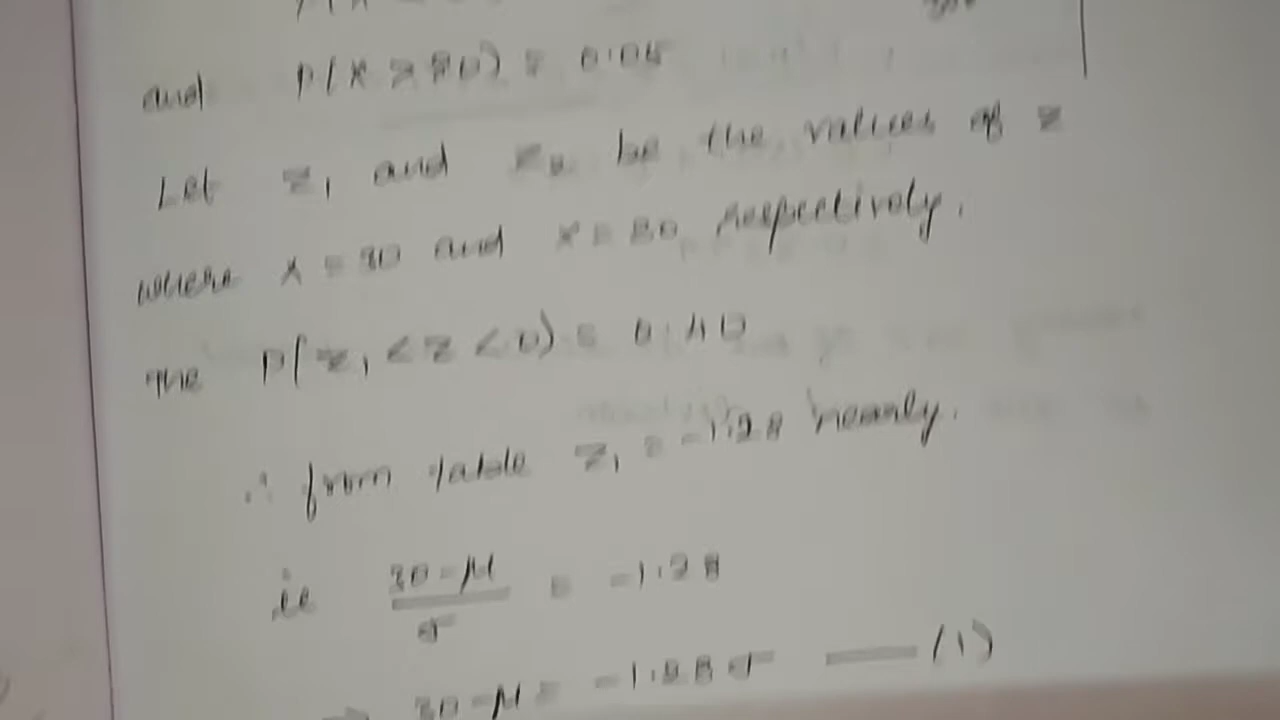 and P(X > 80) = 0.05
Let z₁ and z₂ be the values of z
where x = 30 and x = 80 respectively.
The P(z₁ < z < 0) = 0.40
∴ from table z₁ = -1.28 nearly.
ie (30-μ)/σ = -1.28
⇒ 30-μ = -1.28σ —— (1)